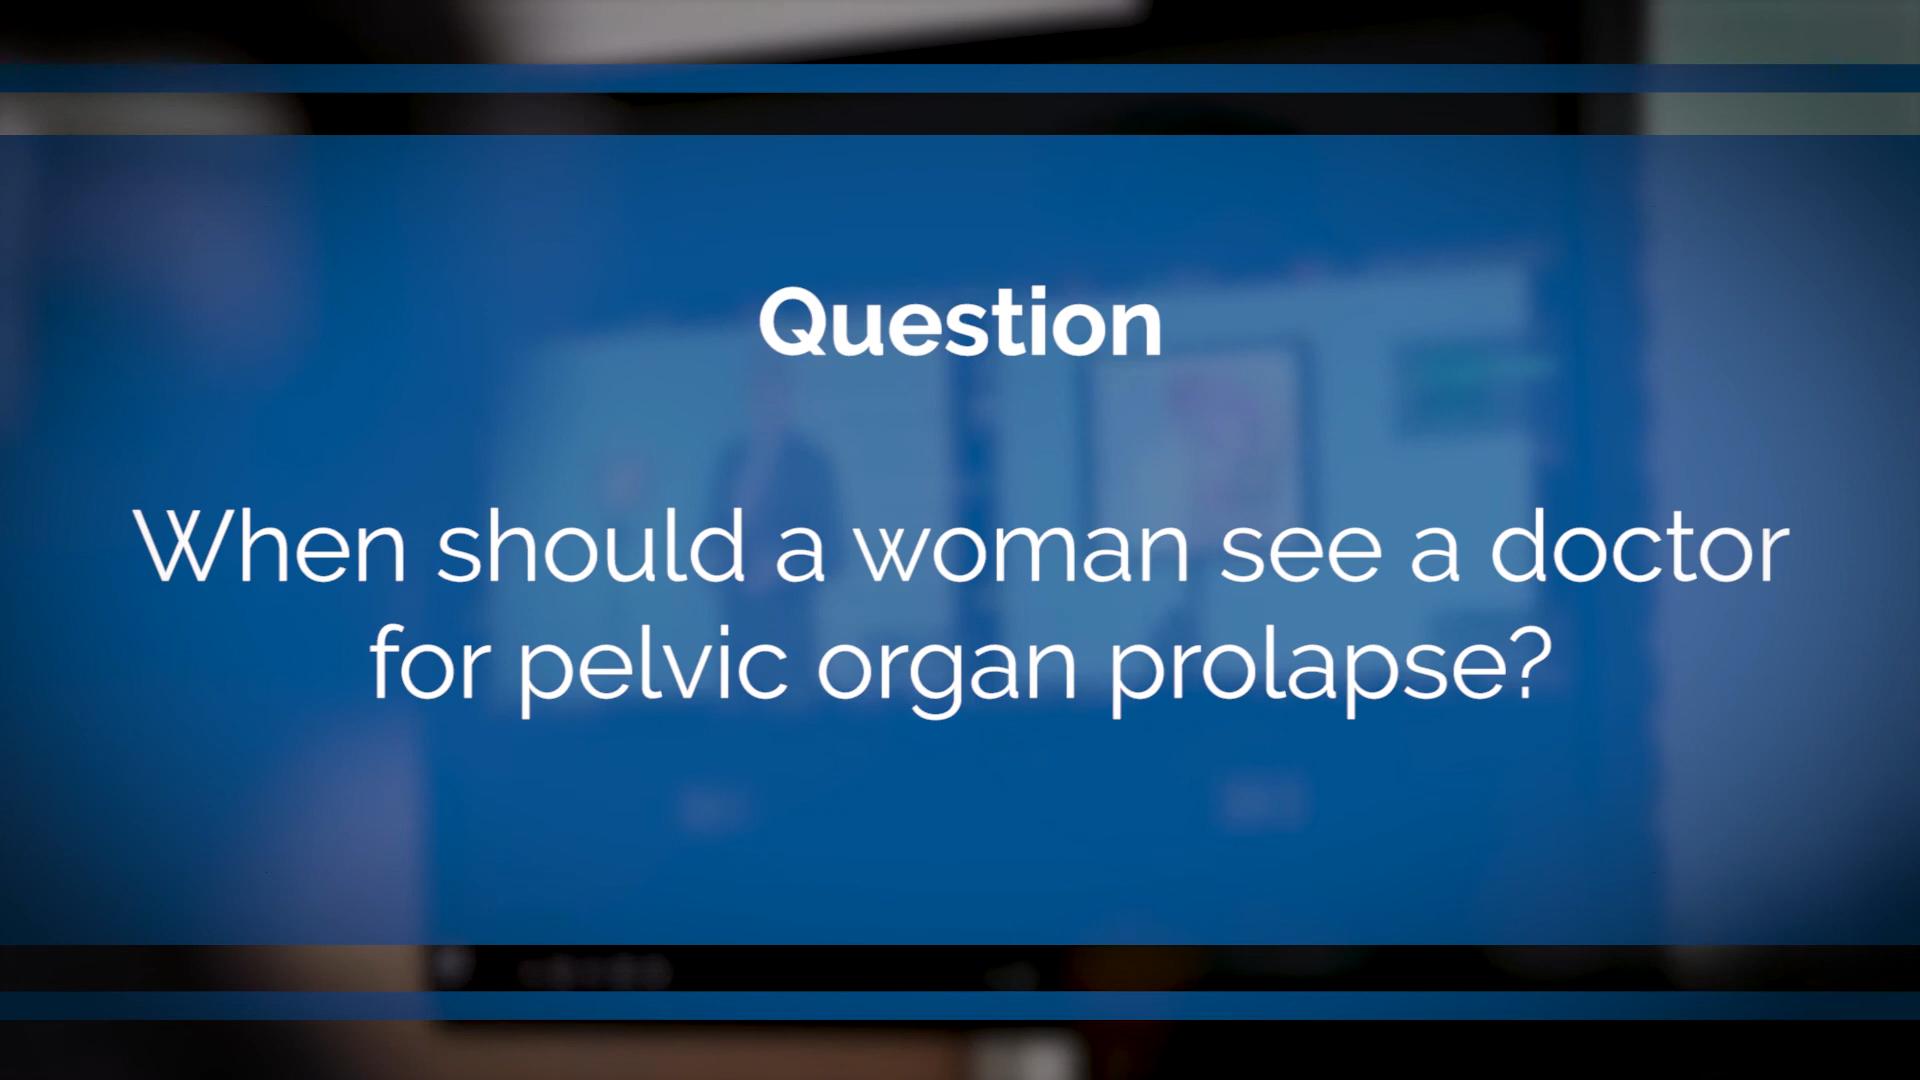 Question
When should a woman see a doctor
for pelvic organ prolapse?